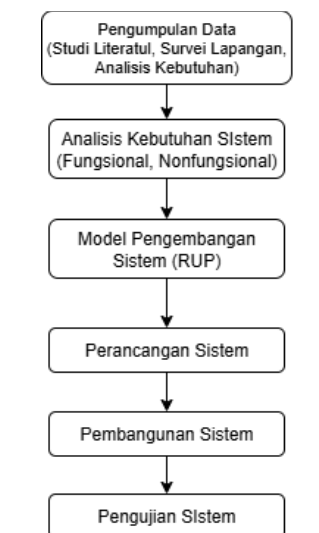 Pengumpulan Data
(Studi Literatul, Survei Lapangan,
Analisis Kebutuhan)
Analisis Kebutuhan SIstem
(Fungsional, Nonfungsional)
Model Pengembangan
Sistem (RUP)
Perancangan Sistem
Pembangunan Sistem
Pengujian SIstem